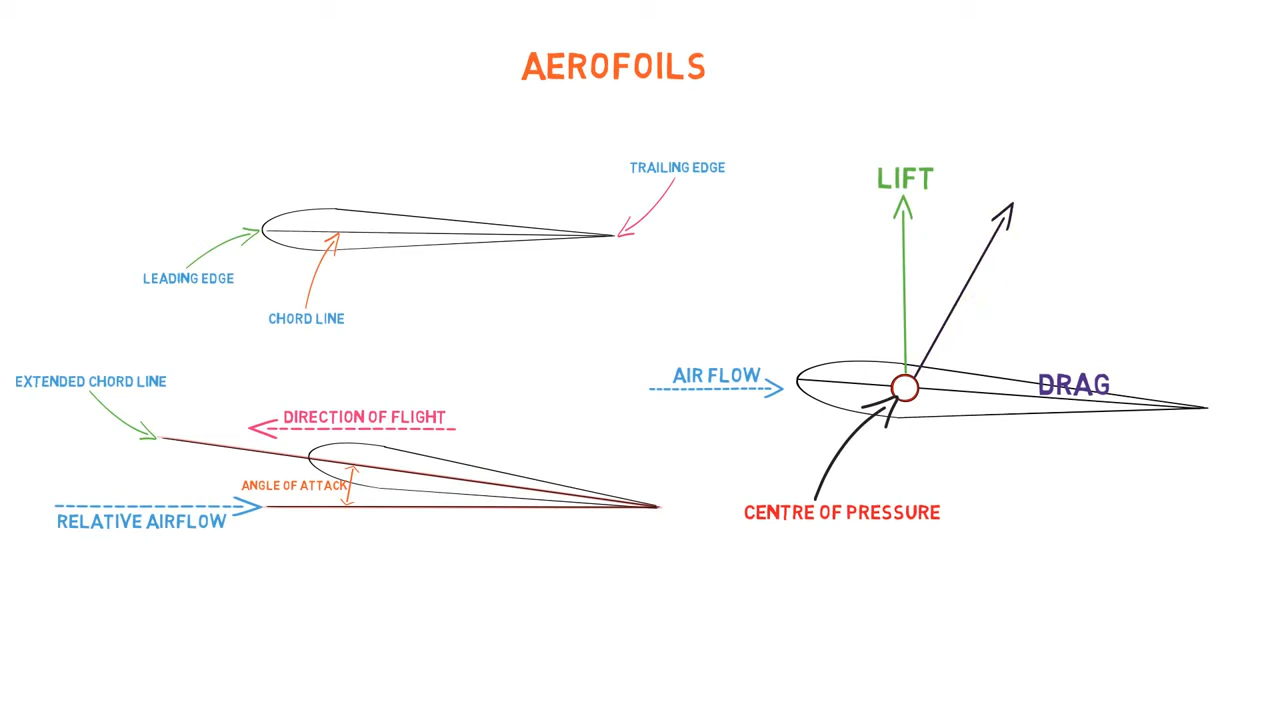 AEROFOILS
TRAILING EDGE
LEADING EDGE
CHORD LINE
EXTENDED CHORD LINE
DIRECTION OF FLIGHT
ANGLE OF ATTACK
RELATIVE AIRFLOW
LIFT
AIR FLOW
DRAG
CENTRE OF PRESSURE